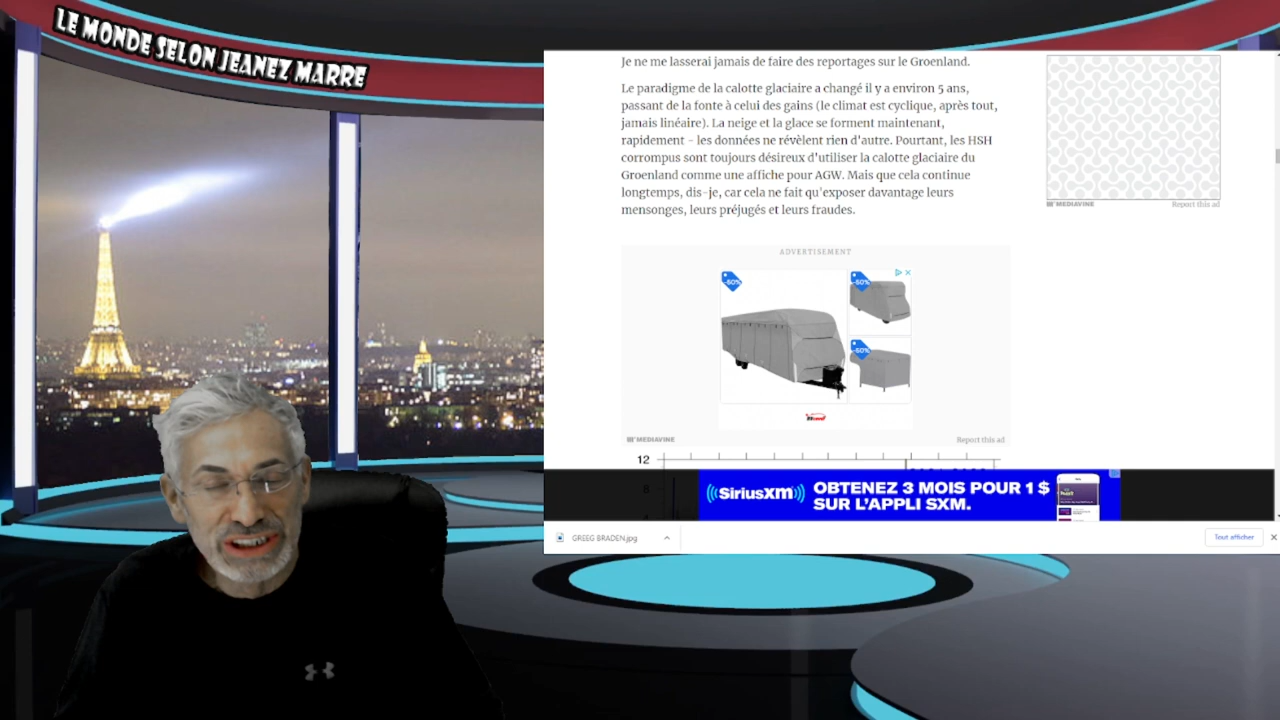 LE MONDE SELON JEANEZ MARRE
Je ne me lasserai jamais de faire des reportages sur le Groenland.
Le paradigme de la calotte glaciaire a changé il y a environ 5 ans,
passant de la fonte à celui des gains (le climat est cyclique, après tout,
jamais linéaire). La neige et la glace se forment maintenant,
rapidement - les données ne révèlent rien d'autre. Pourtant, les HSH
corrompus sont toujours désireux d'utiliser la calotte glaciaire du
Groenland comme une affiche pour AGW. Mais que cela continue
longtemps, dis-je, car cela ne fait qu'exposer davantage leurs
mensonges, leurs préjugés et leurs fraudes.
MEDIAVINE
Report this ad
ADVERTISEMENT
-50%
-50%
-50%
MEDIAVINE
Report this ad
12
8
((SiriusXM))
OBTENEZ 3 MOIS POUR 1 $
SUR L'APPLI SXM.
GREEG BRADEN.jpg
Tout afficher